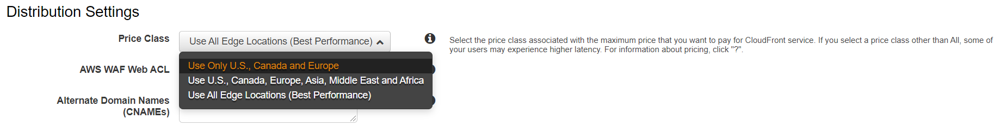 Distribution Settings
Price Class
Use All Edge Locations (Best Performance)
Select the price class associated with the maximum price that you want to pay for CloudFront service. If you select a price class other than All, some of
your users may experience higher latency. For information about pricing, click "?".
Use Only U.S., Canada and Europe
AWS WAF Web ACL
Use U.S., Canada, Europe, Asia, Middle East and Africa
Use All Edge Locations (Best Performance)
Alternate Domain Names
(CNAMEs)